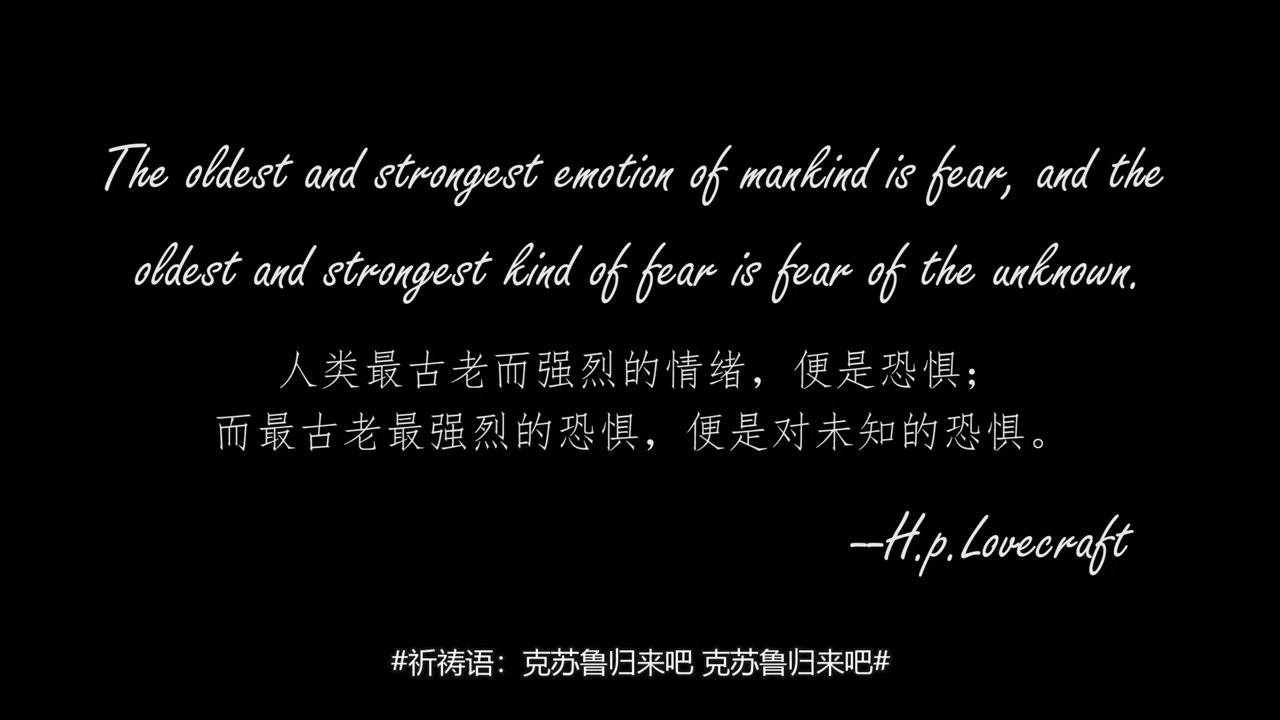 The oldest and strongest emotion of mankind is fear, and the
oldest and strongest kind of fear is fear of the unknown.
人类最古老而强烈的情绪，便是恐惧；
而最古老最强烈的恐惧，便是对未知的恐惧。
--H.p.Lovecraft
#祈祷语：克苏鲁归来吧 克苏鲁归来吧#